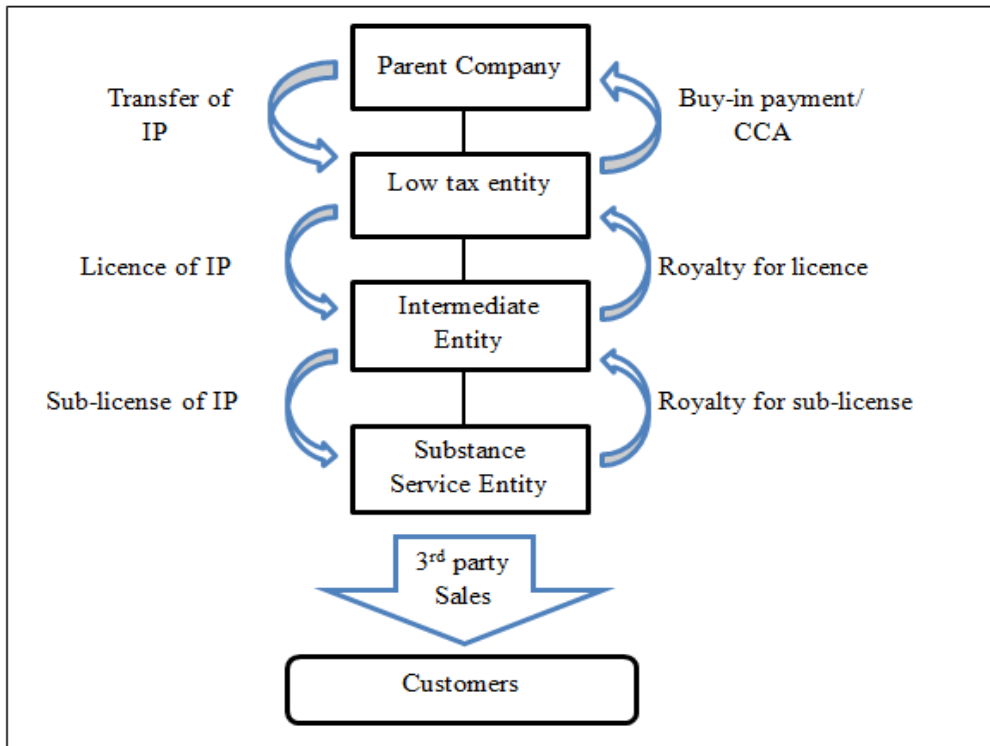 Parent Company
Transfer of
IP
Buy-in payment/
CCA
Low tax entity
Licence of IP
Royalty for licence
Intermediate
Entity
Sub-license of IP
Royalty for sub-license
Substance
Service Entity
3rd party
Sales
Customers